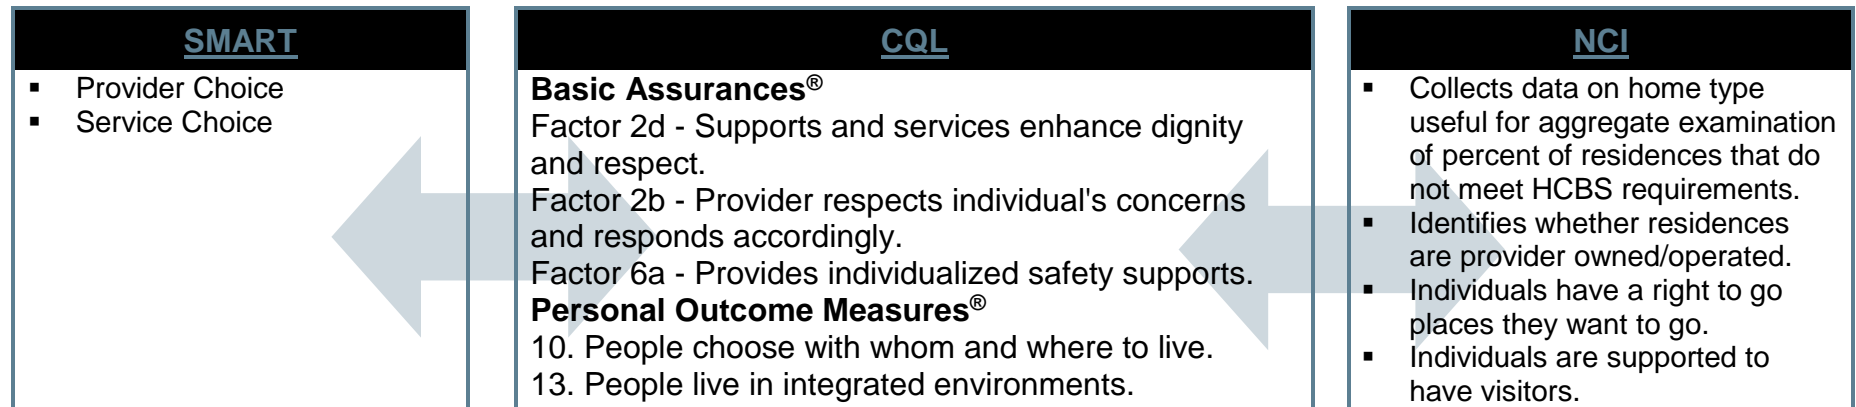 SMART
▪ Provider Choice
▪ Service Choice
CQL
Basic Assurances®
Factor 2d - Supports and services enhance dignity
and respect.
Factor 2b - Provider respects individual's concerns
and responds accordingly.
Factor 6a - Provides individualized safety supports.
Personal Outcome Measures®
10. People choose with whom and where to live.
13. People live in integrated environments.
NCI
▪ Collects data on home type
useful for aggregate examination
of percent of residences that do
not meet HCBS requirements.
▪ Identifies whether residences
are provider owned/operated.
▪ Individuals have a right to go
places they want to go.
▪ Individuals are supported to
have visitors.